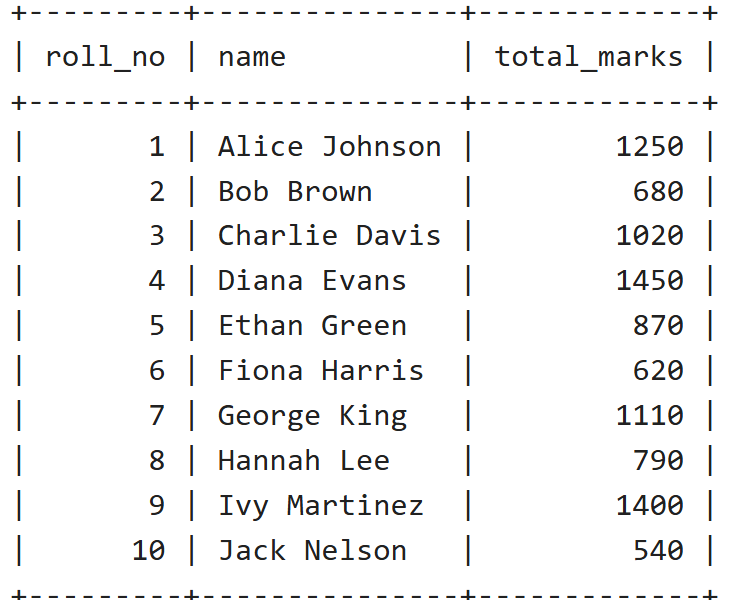 +---------+---------------+-------------+
| roll_no | name          | total_marks |
+---------+---------------+-------------+
|       1 | Alice Johnson |        1250 |
|       2 | Bob Brown     |         680 |
|       3 | Charlie Davis |        1020 |
|       4 | Diana Evans   |        1450 |
|       5 | Ethan Green   |         870 |
|       6 | Fiona Harris  |         620 |
|       7 | George King   |        1110 |
|       8 | Hannah Lee    |         790 |
|       9 | Ivy Martinez  |        1400 |
|      10 | Jack Nelson   |         540 |
+---------+---------------+-------------+